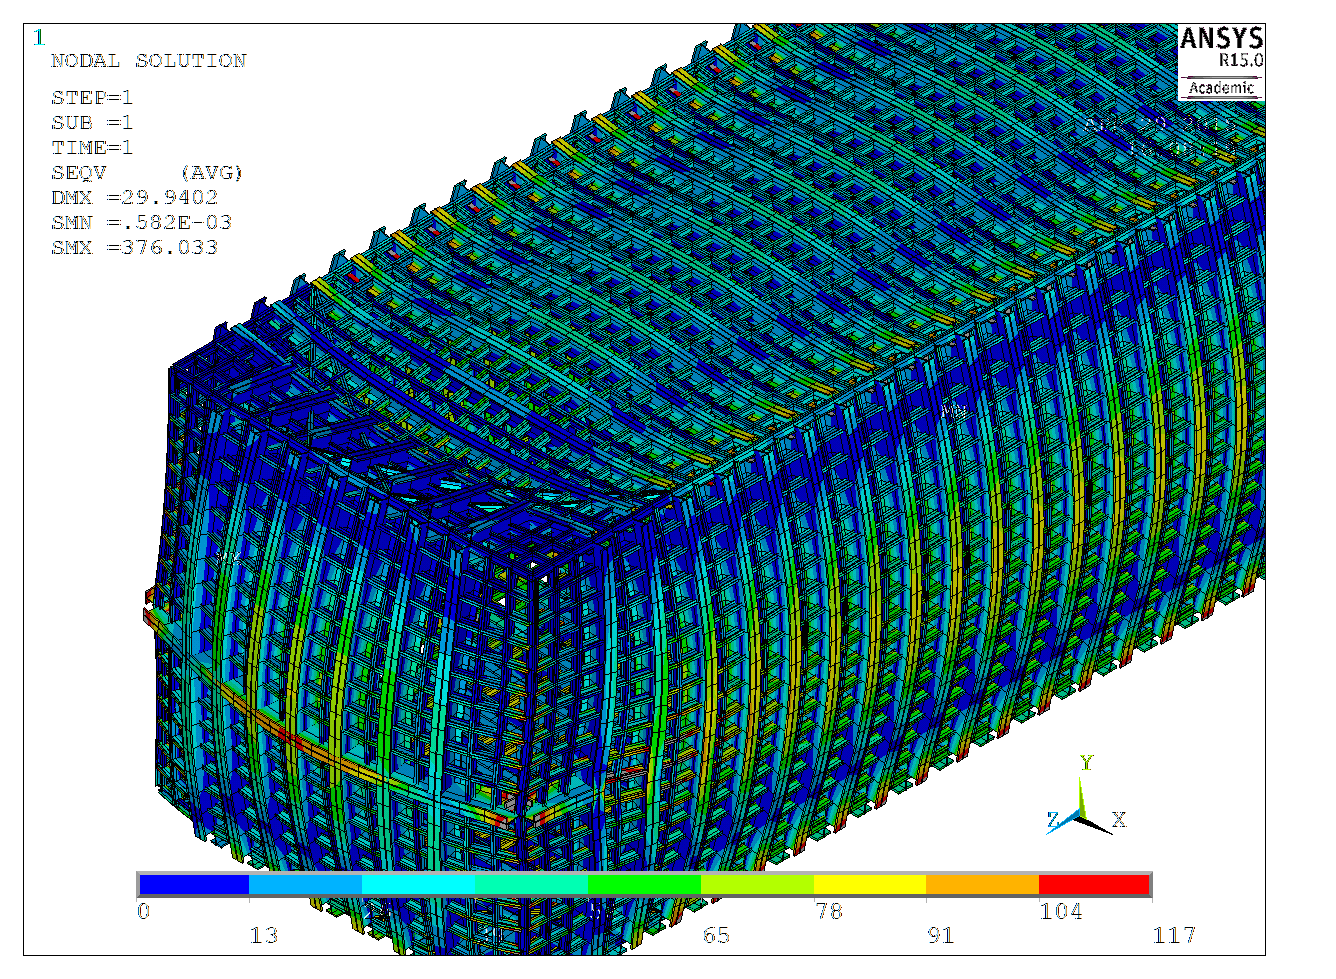 1
NODAL SOLUTION
STEP=1
SUB =1
TIME=1
SEQV (AVG)
DMX =29.9402
SMN =.582E-03
SMX =376.033
ANSYS
R15.0
Academic
MN
Y
Z
X
0
13
65
78
91
104
117